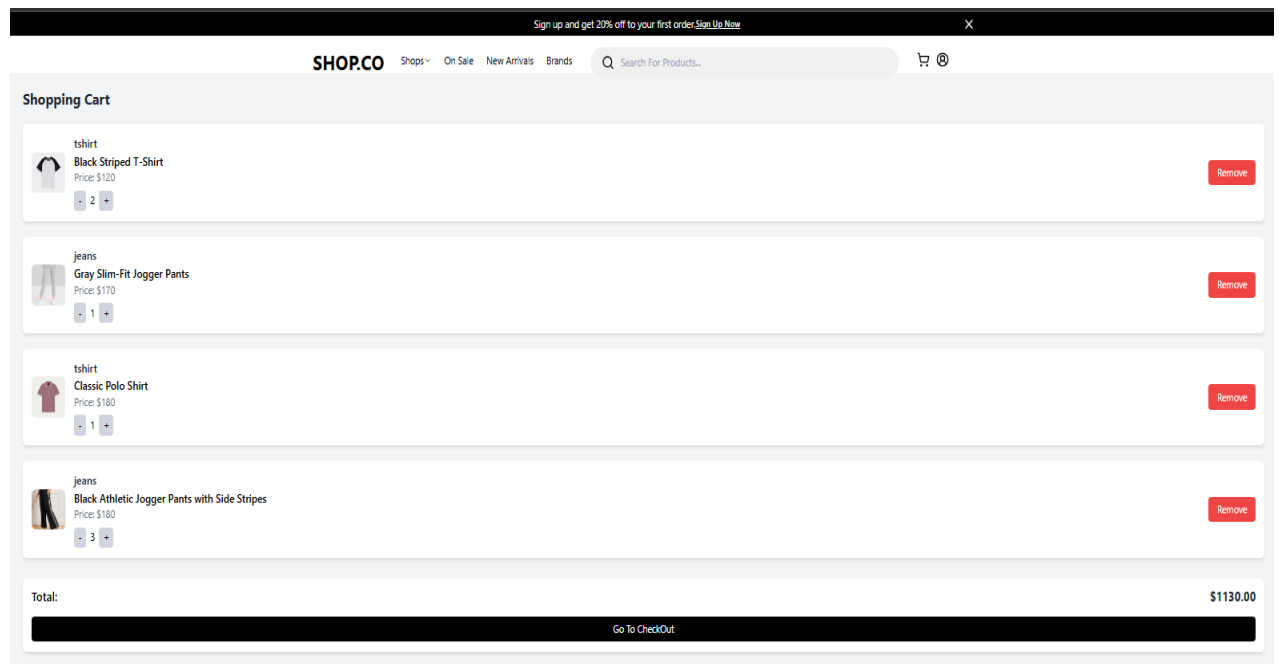 Sign up and get 20% off to your first order.Sign Up Now X
SHOP.CO Shops On Sale New Arrivals Brands Search For Products...
Shopping Cart
tshirt
Black Striped T-Shirt
Price: $120
- 2 +
Remove
jeans
Gray Slim-Fit Jogger Pants
Price: $170
- 1 +
Remove
tshirt
Classic Polo Shirt
Price: $180
- 1 +
Remove
jeans
Black Athletic Jogger Pants with Side Stripes
Price: $180
- 3 +
Remove
Total: $1130.00
Go To CheckOut